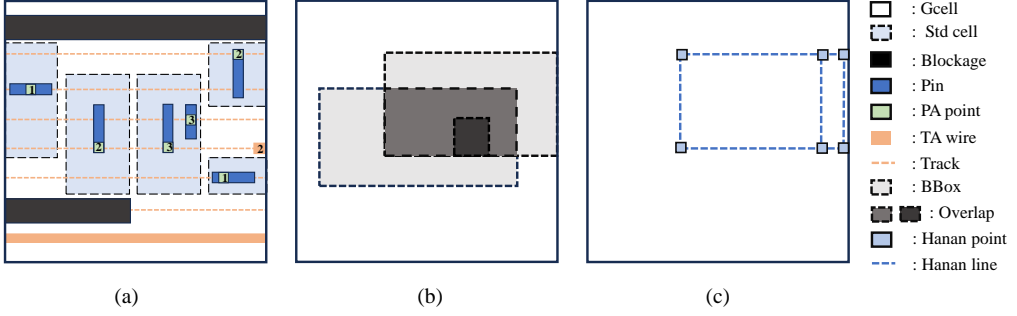 1
2
3
3
2
2
1
: Gcell
: Std cell
: Blockage
: Pin
: PA point
: TA wire
: Track
: BBox
: Overlap
: Hanan point
: Hanan line
(a)
(b)
(c)